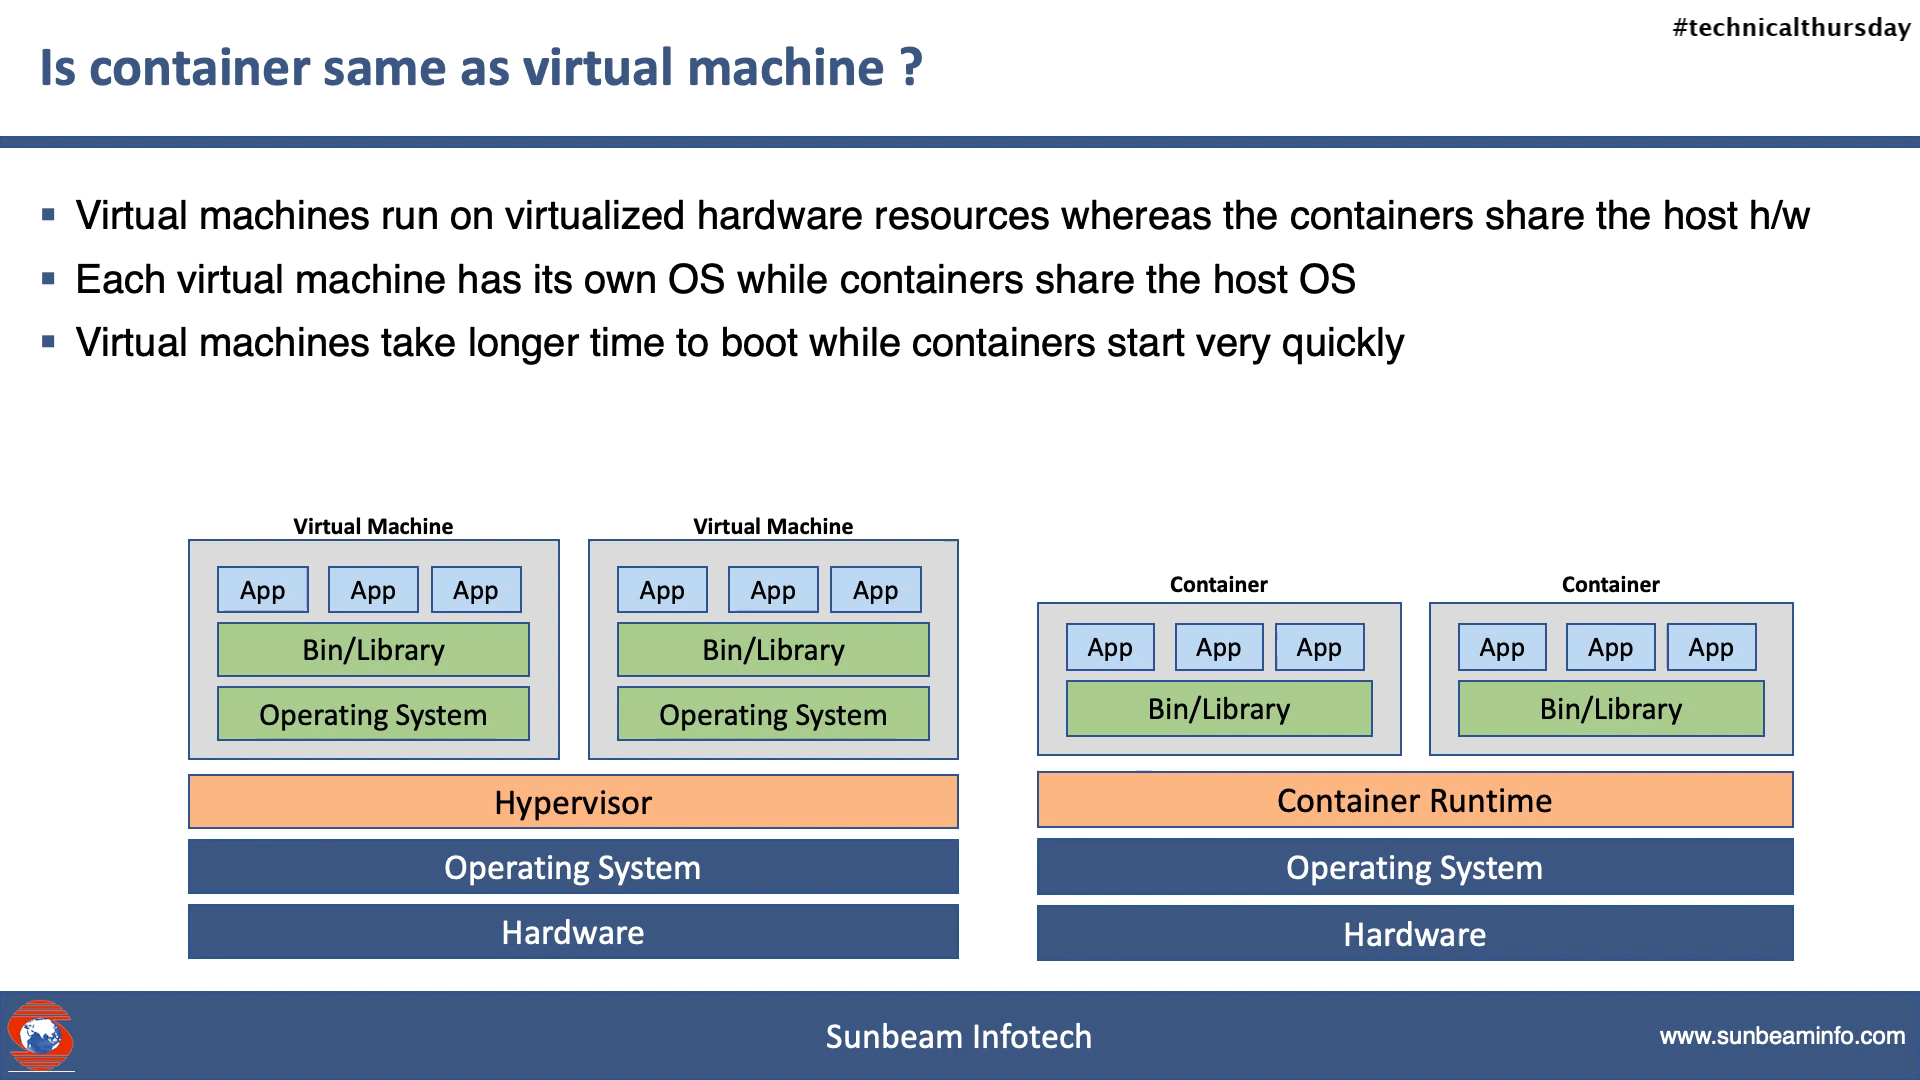 #technicalthursday
Is container same as virtual machine ?
▪ Virtual machines run on virtualized hardware resources whereas the containers share the host h/w
▪ Each virtual machine has its own OS while containers share the host OS
▪ Virtual machines take longer time to boot while containers start very quickly
Virtual Machine
App App App
Bin/Library
Operating System
Virtual Machine
App App App
Bin/Library
Operating System
Hypervisor
Operating System
Hardware
Container
App App App
Bin/Library
Container
App App App
Bin/Library
Container Runtime
Operating System
Hardware
Sunbeam Infotech
www.sunbeaminfo.com